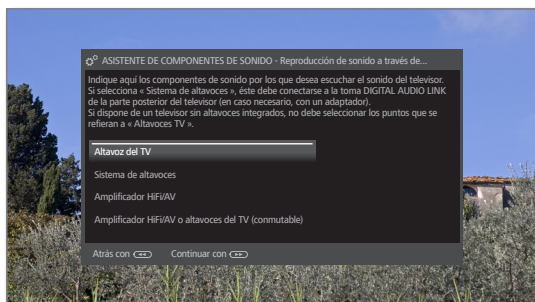 ASISTENTE DE COMPONENTES DE SONIDO - Reproducción de sonido a través de...
Indique aquí los componentes de sonido por los que desea escuchar el sonido del televisor.
Si selecciona « Sistema de altavoces », éste debe conectarse a la toma DIGITAL AUDIO LINK
de la parte posterior del televisor (en caso necesario, con un adaptador).
Si dispone de un televisor sin altavoces integrados, no debe seleccionar los puntos que se
refieran a « Altavoces TV ».
Altavoz del TV
Sistema de altavoces
Amplificador HiFi/AV
Amplificador HiFi/AV o altavoces del TV (conmutable)
Atrás con Continuar con